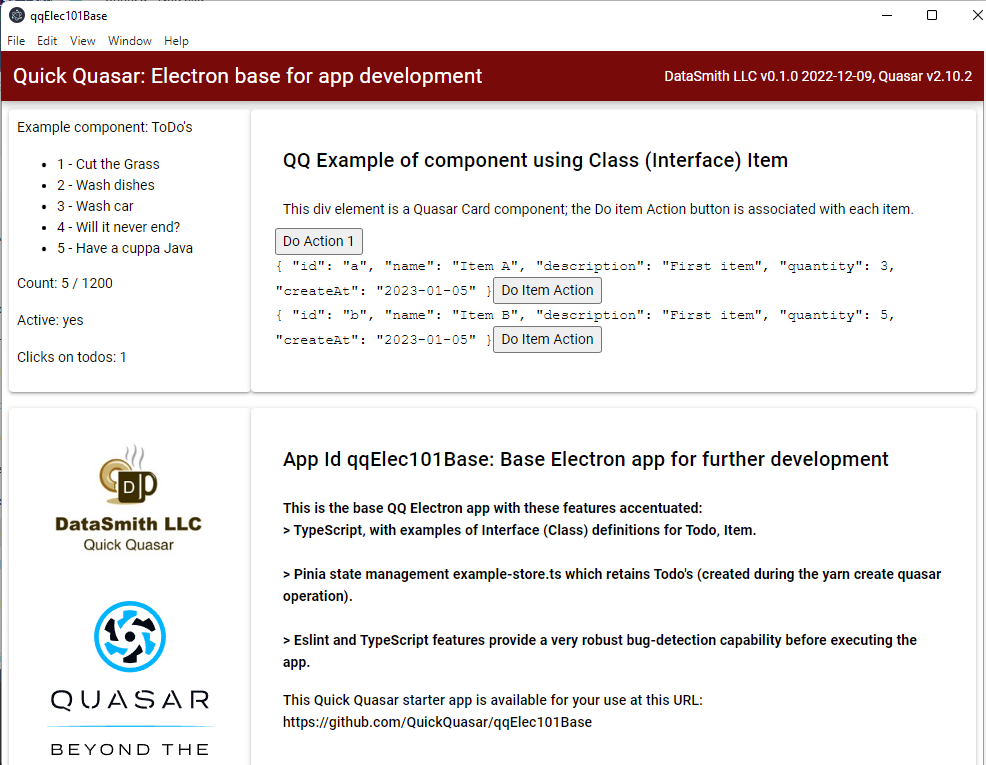 qqElec101Base
File Edit View Window Help
Quick Quasar: Electron base for app development
DataSmith LLC v0.1.0 2022-12-09, Quasar v2.10.2
Example component: ToDo's
1 - Cut the Grass
2 - Wash dishes
3 - Wash car
4 - Will it never end?
5 - Have a cuppa Java
Count: 5 / 1200
Active: yes
Clicks on todos: 1
QQ Example of component using Class (Interface) Item
This div element is a Quasar Card component; the Do item Action button is associated with each item.
Do Action 1
{ "id": "a", "name": "Item A", "description": "First item", "quantity": 3,
"createAt": "2023-01-05" } Do Item Action
{ "id": "b", "name": "Item B", "description": "First item", "quantity": 5,
"createAt": "2023-01-05" } Do Item Action
D
DataSmith LLC
Quick Quasar
QUASAR
BEYOND THE
App Id qqElec101Base: Base Electron app for further development
This is the base QQ Electron app with these features accentuated:
> TypeScript, with examples of Interface (Class) definitions for Todo, Item.
> Pinia state management example-store.ts which retains Todo's (created during the yarn create quasar
operation).
> Eslint and TypeScript features provide a very robust bug-detection capability before executing the
app.
This Quick Quasar starter app is available for your use at this URL:
https://github.com/QuickQuasar/qqElec101Base